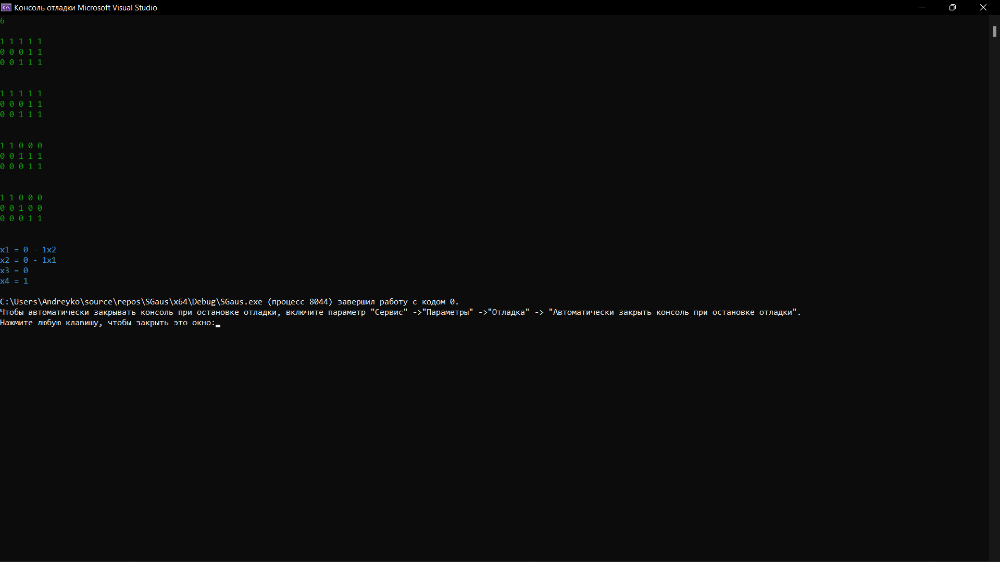 Консоль отладки Microsoft Visual Studio
6
1 1 1 1 1
0 0 0 1 1
0 0 1 1 1
1 1 1 1 1
0 0 0 1 1
0 0 1 1 1
1 1 0 0 0
0 0 1 1 1
0 0 0 1 1
1 1 0 0 0
0 0 1 0 0
0 0 0 1 1
x1 = 0 - 1x2
x2 = 0 - 1x1
x3 = 0
x4 = 1
C:\Users\Andreyko\source\repos\SGaus\x64\Debug\SGaus.exe (процесс 8044) завершил работу с кодом 0.
Чтобы автоматически закрывать консоль при остановке отладки, включите параметр "Сервис" ->"Параметры" ->"Отладка" -> "Автоматически закрыть консоль при остановке отладки".
Нажмите любую клавишу, чтобы закрыть это окно: